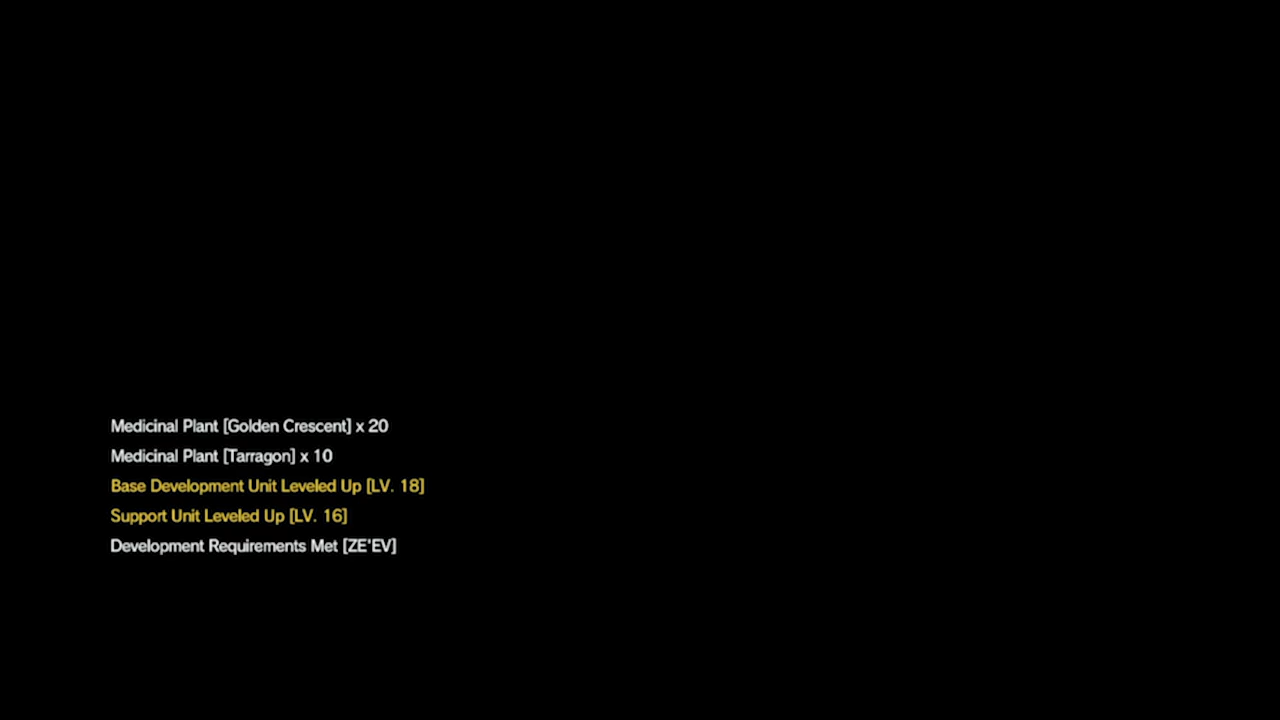 Medicinal Plant [Golden Crescent] x 20
Medicinal Plant [Tarragon] x 10
Base Development Unit Leveled Up [LV. 18]
Support Unit Leveled Up [LV. 16]
Development Requirements Met [ZE'EV]